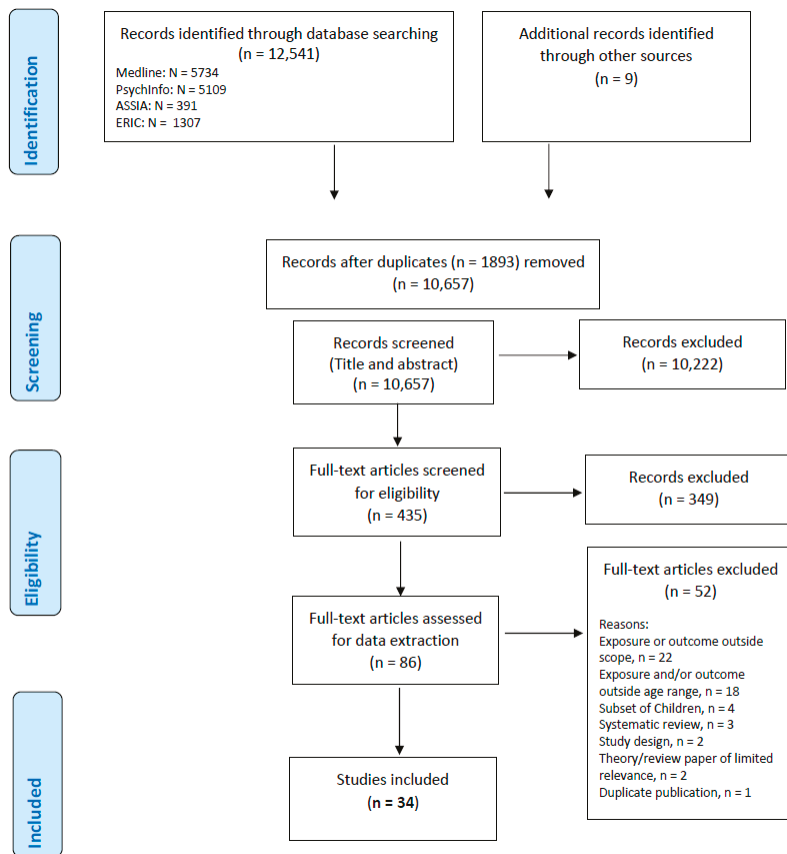 Identification
Records identified through database searching
(n = 12,541)
Medline: N = 5734
PsychInfo: N = 5109
ASSIA: N = 391
ERIC: N =  1307
Additional records identified
through other sources
(n = 9)
Screening
Records after duplicates (n = 1893) removed
(n = 10,657)
Records screened
(Title and abstract)
(n = 10,657)
Records excluded
(n = 10,222)
Eligibility
Full-text articles screened
for eligibility
(n = 435)
Records excluded
(n = 349)
Full-text articles assessed
for data extraction
(n = 86)
Full-text articles excluded
(n = 52)
Reasons:
Exposure or outcome outside
scope, n = 22
Exposure and/or outcome
outside age range, n = 18
Subset of Children, n = 4
Systematic review, n = 3
Study design, n = 2
Theory/review paper of limited
relevance, n = 2
Duplicate publication, n = 1
Included
Studies included
(n = 34)